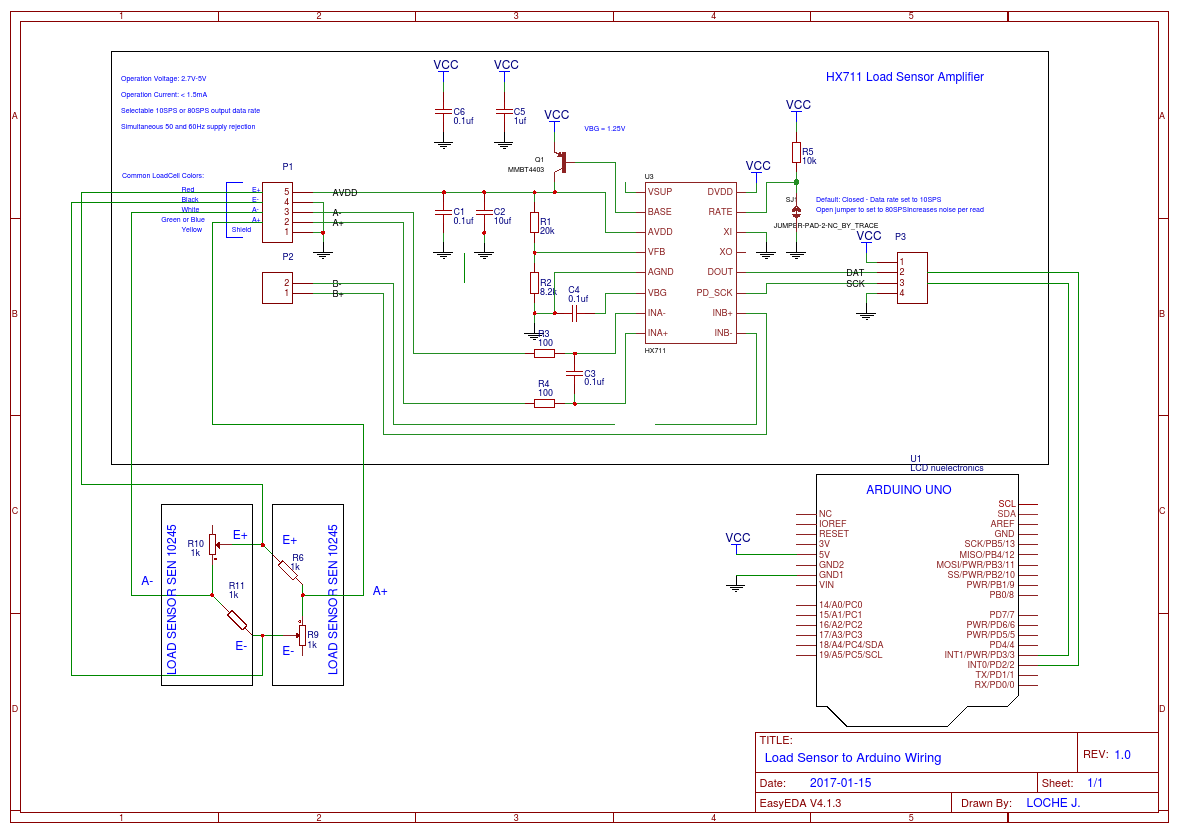 1 2 3 4 5
A A
B B
C C
D D
1 2 3 4 5
HX711 Load Sensor Amplifier
Operation Voltage: 2.7V-5V
Operation Current: < 1.5mA
Selectable 10SPS or 80SPS output data rate
Simultaneous 50 and 60Hz supply rejection
VCC
C6
0.1uf
VCC
C5
1uf
VCC
VBG = 1.25V
Q1
MMBT4403
VCC
R5
10k
VCC
SJ1
Default: Closed - Data rate set to 10SPS
Open jumper to set to 80SPSIncreases noise per read
JUMPER-PAD-2-NC_BY_TRACE
Common LoadCell Colors:
Red E+
Black E-
White A-
Green or Blue A+
Yellow Shield
P1
5
4
3
2
1
AVDD
A-
A+
P2
2
1
B-
B+
C1
0.1uf
C2
10uf
R1
20k
R2
8.2k
C4
0.1uf
R3
100
C3
0.1uf
R4
100
U3
VSUP DVDD
BASE RATE
AVDD XI
VFB XO
AGND DOUT
VBG PD_SCK
INA- INB+
INA+ INB-
HX711
VCC
P3
1
DAT 2
SCK 3
4
LOAD SENSOR SEN 10245
R10
1k
E+
A-
R11
1k
E-
LOAD SENSOR SEN 10245
E+
R6
1k
A+
R9
1k
E-
U1
LCD nuelectronics
ARDUINO UNO
VCC
NC
IOREF
RESET
3V
5V
GND2
GND1
VIN
14/A0/PC0
15/A1/PC1
16/A2/PC2
17/A3/PC3
18/A4/PC4/SDA
19/A5/PC5/SCL
SCL
SDA
AREF
GND
SCK/PB5/13
MISO/PB4/12
MOSI/PWR/PB3/11
SS/PWR/PB2/10
PWR/PB1/9
PB0/8
PD7/7
PWR/PD6/6
PWR/PD5/5
PD4/4
INT1/PWR/PD3/3
INT0/PD2/2
TX/PD1/1
RX/PD0/0
TITLE:
Load Sensor to Arduino Wiring
REV: 1.0
Date: 2017-01-15
Sheet: 1/1
EasyEDA V4.1.3
Drawn By: LOCHE J.